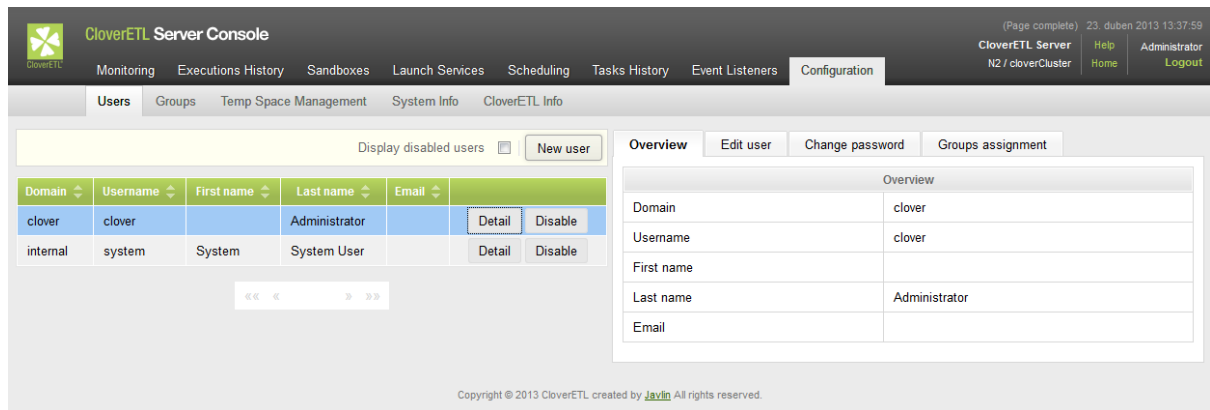 CloverETL
CloverETL Server Console
(Page complete) 23. duben 2013 13:37:59
CloverETL Server Help Administrator
N2 / cloverCluster Home Logout
Monitoring Executions History Sandboxes Launch Services Scheduling Tasks History Event Listeners Configuration
Users Groups Temp Space Management System Info CloverETL Info
Display disabled users New user
Domain Username First name Last name Email
clover clover Administrator Detail Disable
internal system System System User Detail Disable
«« « » »»
Overview Edit user Change password Groups assignment
Overview
Domain clover
Username clover
First name
Last name Administrator
Email
Copyright © 2013 CloverETL created by Javlin All rights reserved.